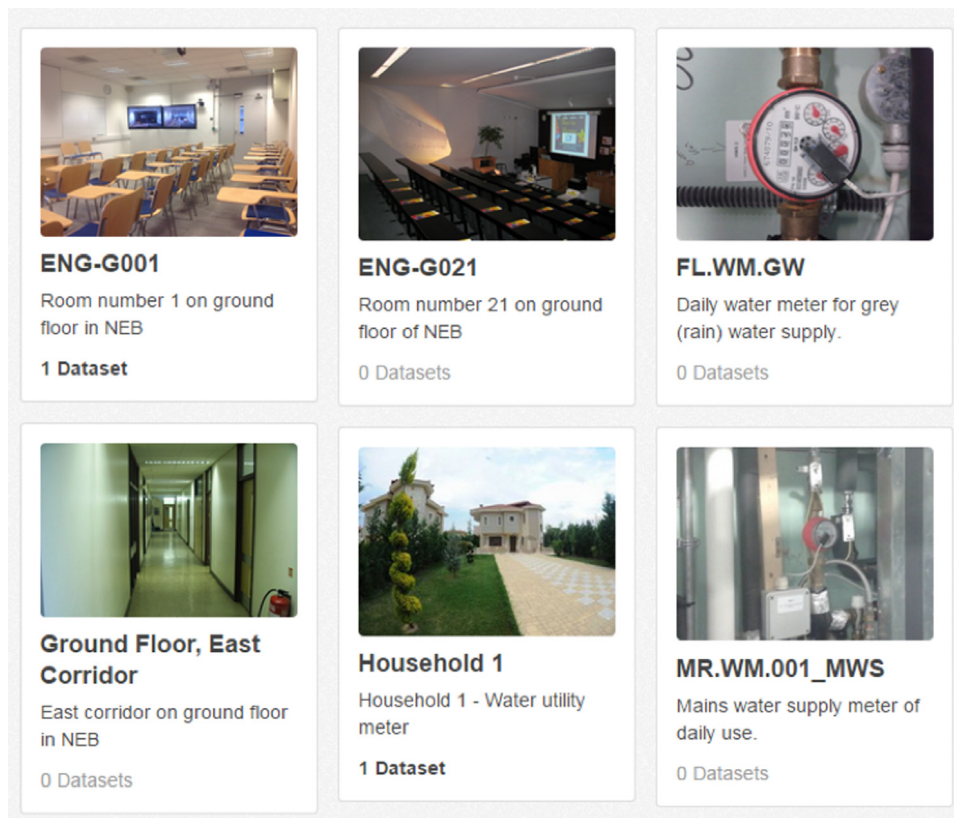 ENG-G001
Room number 1 on ground
floor in NEB
1 Dataset
ENG-G021
Room number 21 on ground
floor of NEB
0 Datasets
FL.WM.GW
Daily water meter for grey
(rain) water supply.
0 Datasets
Ground Floor, East
Corridor
East corridor on ground floor
in NEB
0 Datasets
Household 1
Household 1 - Water utility
meter
1 Dataset
MR.WM.001_MWS
Mains water supply meter of
daily use.
0 Datasets